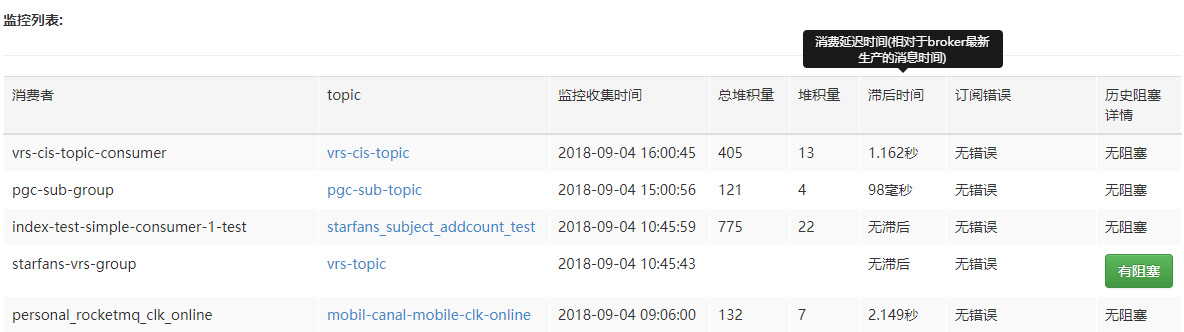 监控列表:
消费延迟时间(相对于broker最新
生产的消息时间)
消费者 topic 监控收集时间 总堆积量 堆积量 滞后时间 订阅错误 历史阻塞
详情
vrs-cis-topic-consumer vrs-cis-topic 2018-09-04 16:00:45 405 13 1.162秒 无错误 无阻塞
pgc-sub-group pgc-sub-topic 2018-09-04 15:00:56 121 4 98毫秒 无错误 无阻塞
index-test-simple-consumer-1-test starfans_subject_addcount_test 2018-09-04 10:45:59 775 22 无滞后 无错误 无阻塞
starfans-vrs-group vrs-topic 2018-09-04 10:45:43 无滞后 无错误 有阻塞
personal_rocketmq_clk_online mobil-canal-mobile-clk-online 2018-09-04 09:06:00 132 7 2.149秒 无错误 无阻塞